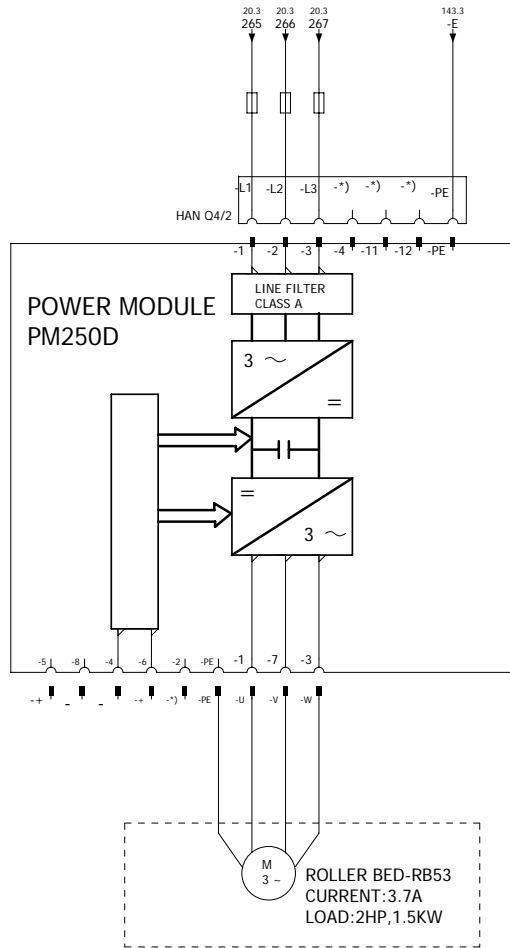 20.3 20.3 20.3 143.3
265 266 267 -E
-L1 -L2 -L3 -*) -*) -*) -PE
HAN Q4/2
-1 -2 -3 -4 -11 -12 -PE
LINE FILTER
CLASS A
POWER MODULE
PM250D
3 ~
=
=
3 ~
-5 -8 -4 -6 -2 -PE -1 -7 -3
-+ - - -+ -*) -PE -U -V -W
M
3 ~
ROLLER BED-RB53
CURRENT:3.7A
LOAD:2HP,1.5KW